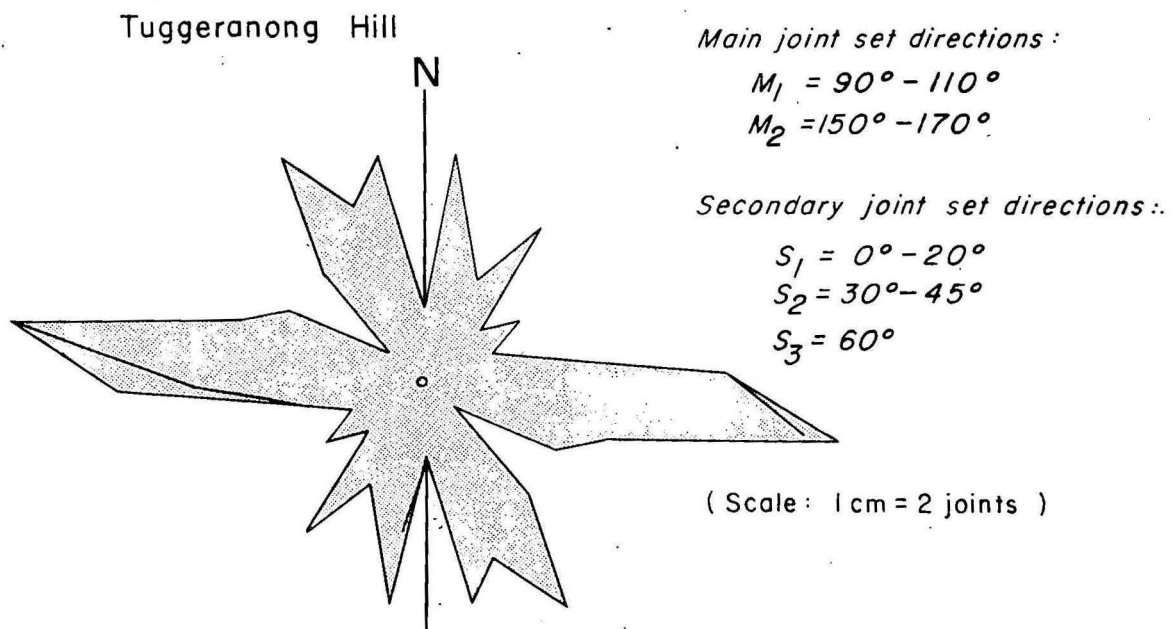 Tuggeranong Hill
N
Main joint set directions :
M₁ = 90° - 110°
M₂ = 150° - 170°
Secondary joint set directions :
S₁ = 0° - 20°
S₂ = 30° - 45°
S₃ = 60°
( Scale : 1 cm = 2 joints )